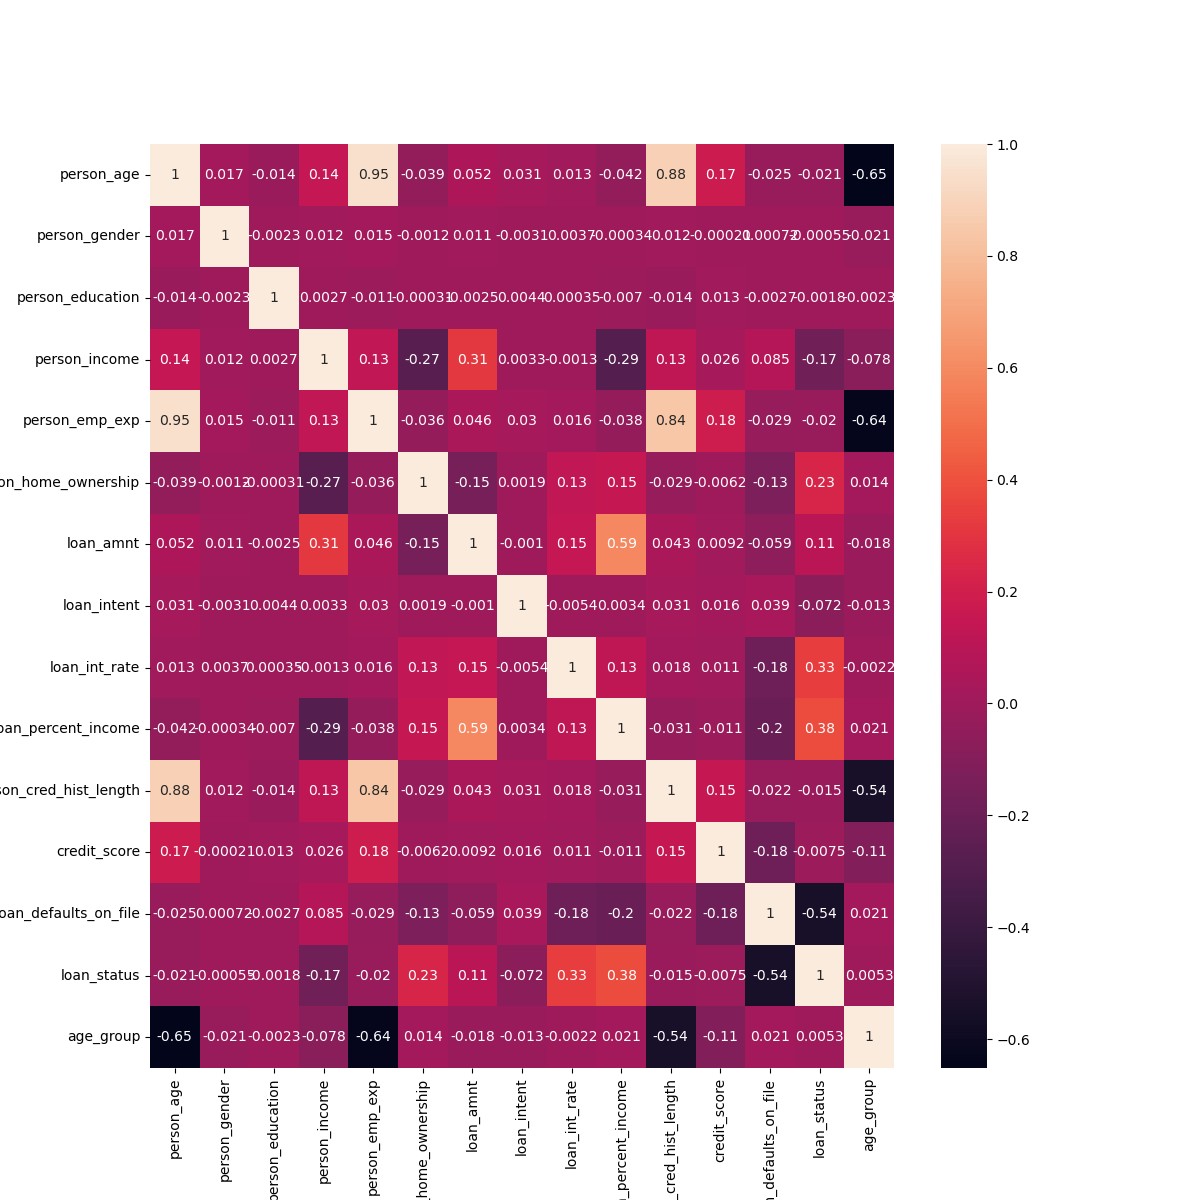 person_age 1 0.017 -0.014 0.14 0.95 -0.039 0.052 0.031 0.013 -0.042 0.88 0.17 -0.025 -0.021 -0.65
person_gender 0.017 1 -0.0023 0.012 0.015 -0.0012 0.011 -0.0031 0.0037 -0.00034 0.012 -0.00021 0.00072 -0.00055 -0.021
person_education -0.014 -0.0023 1 0.0027 -0.011 -0.00031 -0.0025 0.0044 0.00035 -0.007 -0.014 0.013 -0.0027 -0.0018 -0.0023
person_income 0.14 0.012 0.0027 1 0.13 -0.27 0.31 0.0033 -0.0013 -0.29 0.13 0.026 0.085 -0.17 -0.078
person_emp_exp 0.95 0.015 -0.011 0.13 1 -0.036 0.046 0.03 0.016 -0.038 0.84 0.18 -0.029 -0.02 -0.64
on_home_ownership -0.039 -0.0012 -0.00031 -0.27 -0.036 1 -0.15 0.0019 0.13 0.15 -0.029 -0.0062 -0.13 0.23 0.014
loan_amnt 0.052 0.011 -0.0025 0.31 0.046 -0.15 1 -0.001 0.15 0.59 0.043 0.0092 -0.059 0.11 -0.018
loan_intent 0.031 -0.0031 0.0044 0.0033 0.03 0.0019 -0.001 1 -0.0054 0.0034 0.031 0.016 0.039 -0.072 -0.013
loan_int_rate 0.013 0.0037 0.00035 -0.0013 0.016 0.13 0.15 -0.0054 1 0.13 0.018 0.011 -0.18 0.33 -0.0022
oan_percent_income -0.042 -0.00034 -0.007 -0.29 -0.038 0.15 0.59 0.0034 0.13 1 -0.031 -0.011 -0.2 0.38 0.021
son_cred_hist_length 0.88 0.012 -0.014 0.13 0.84 -0.029 0.043 0.031 0.018 -0.031 1 0.15 -0.022 -0.015 -0.54
credit_score 0.17 -0.00021 0.013 0.026 0.18 -0.0062 0.0092 0.016 0.011 -0.011 0.15 1 -0.18 -0.0075 -0.11
oan_defaults_on_file -0.025 0.00072 -0.0027 0.085 -0.029 -0.13 -0.059 0.039 -0.18 -0.2 -0.022 -0.18 1 -0.54 0.021
loan_status -0.021 -0.00055 -0.0018 -0.17 -0.02 0.23 0.11 -0.072 0.33 0.38 -0.015 -0.0075 -0.54 1 0.0053
age_group -0.65 -0.021 -0.0023 -0.078 -0.64 0.014 -0.018 -0.013 -0.0022 0.021 -0.54 -0.11 0.021 0.0053 1
person_age
person_gender
person_education
person_income
person_emp_exp
_home_ownership
loan_amnt
loan_intent
loan_int_rate
_percent_income
_cred_hist_length
credit_score
_defaults_on_file
loan_status
age_group
1.0
0.8
0.6
0.4
0.2
0.0
−0.2
−0.4
−0.6